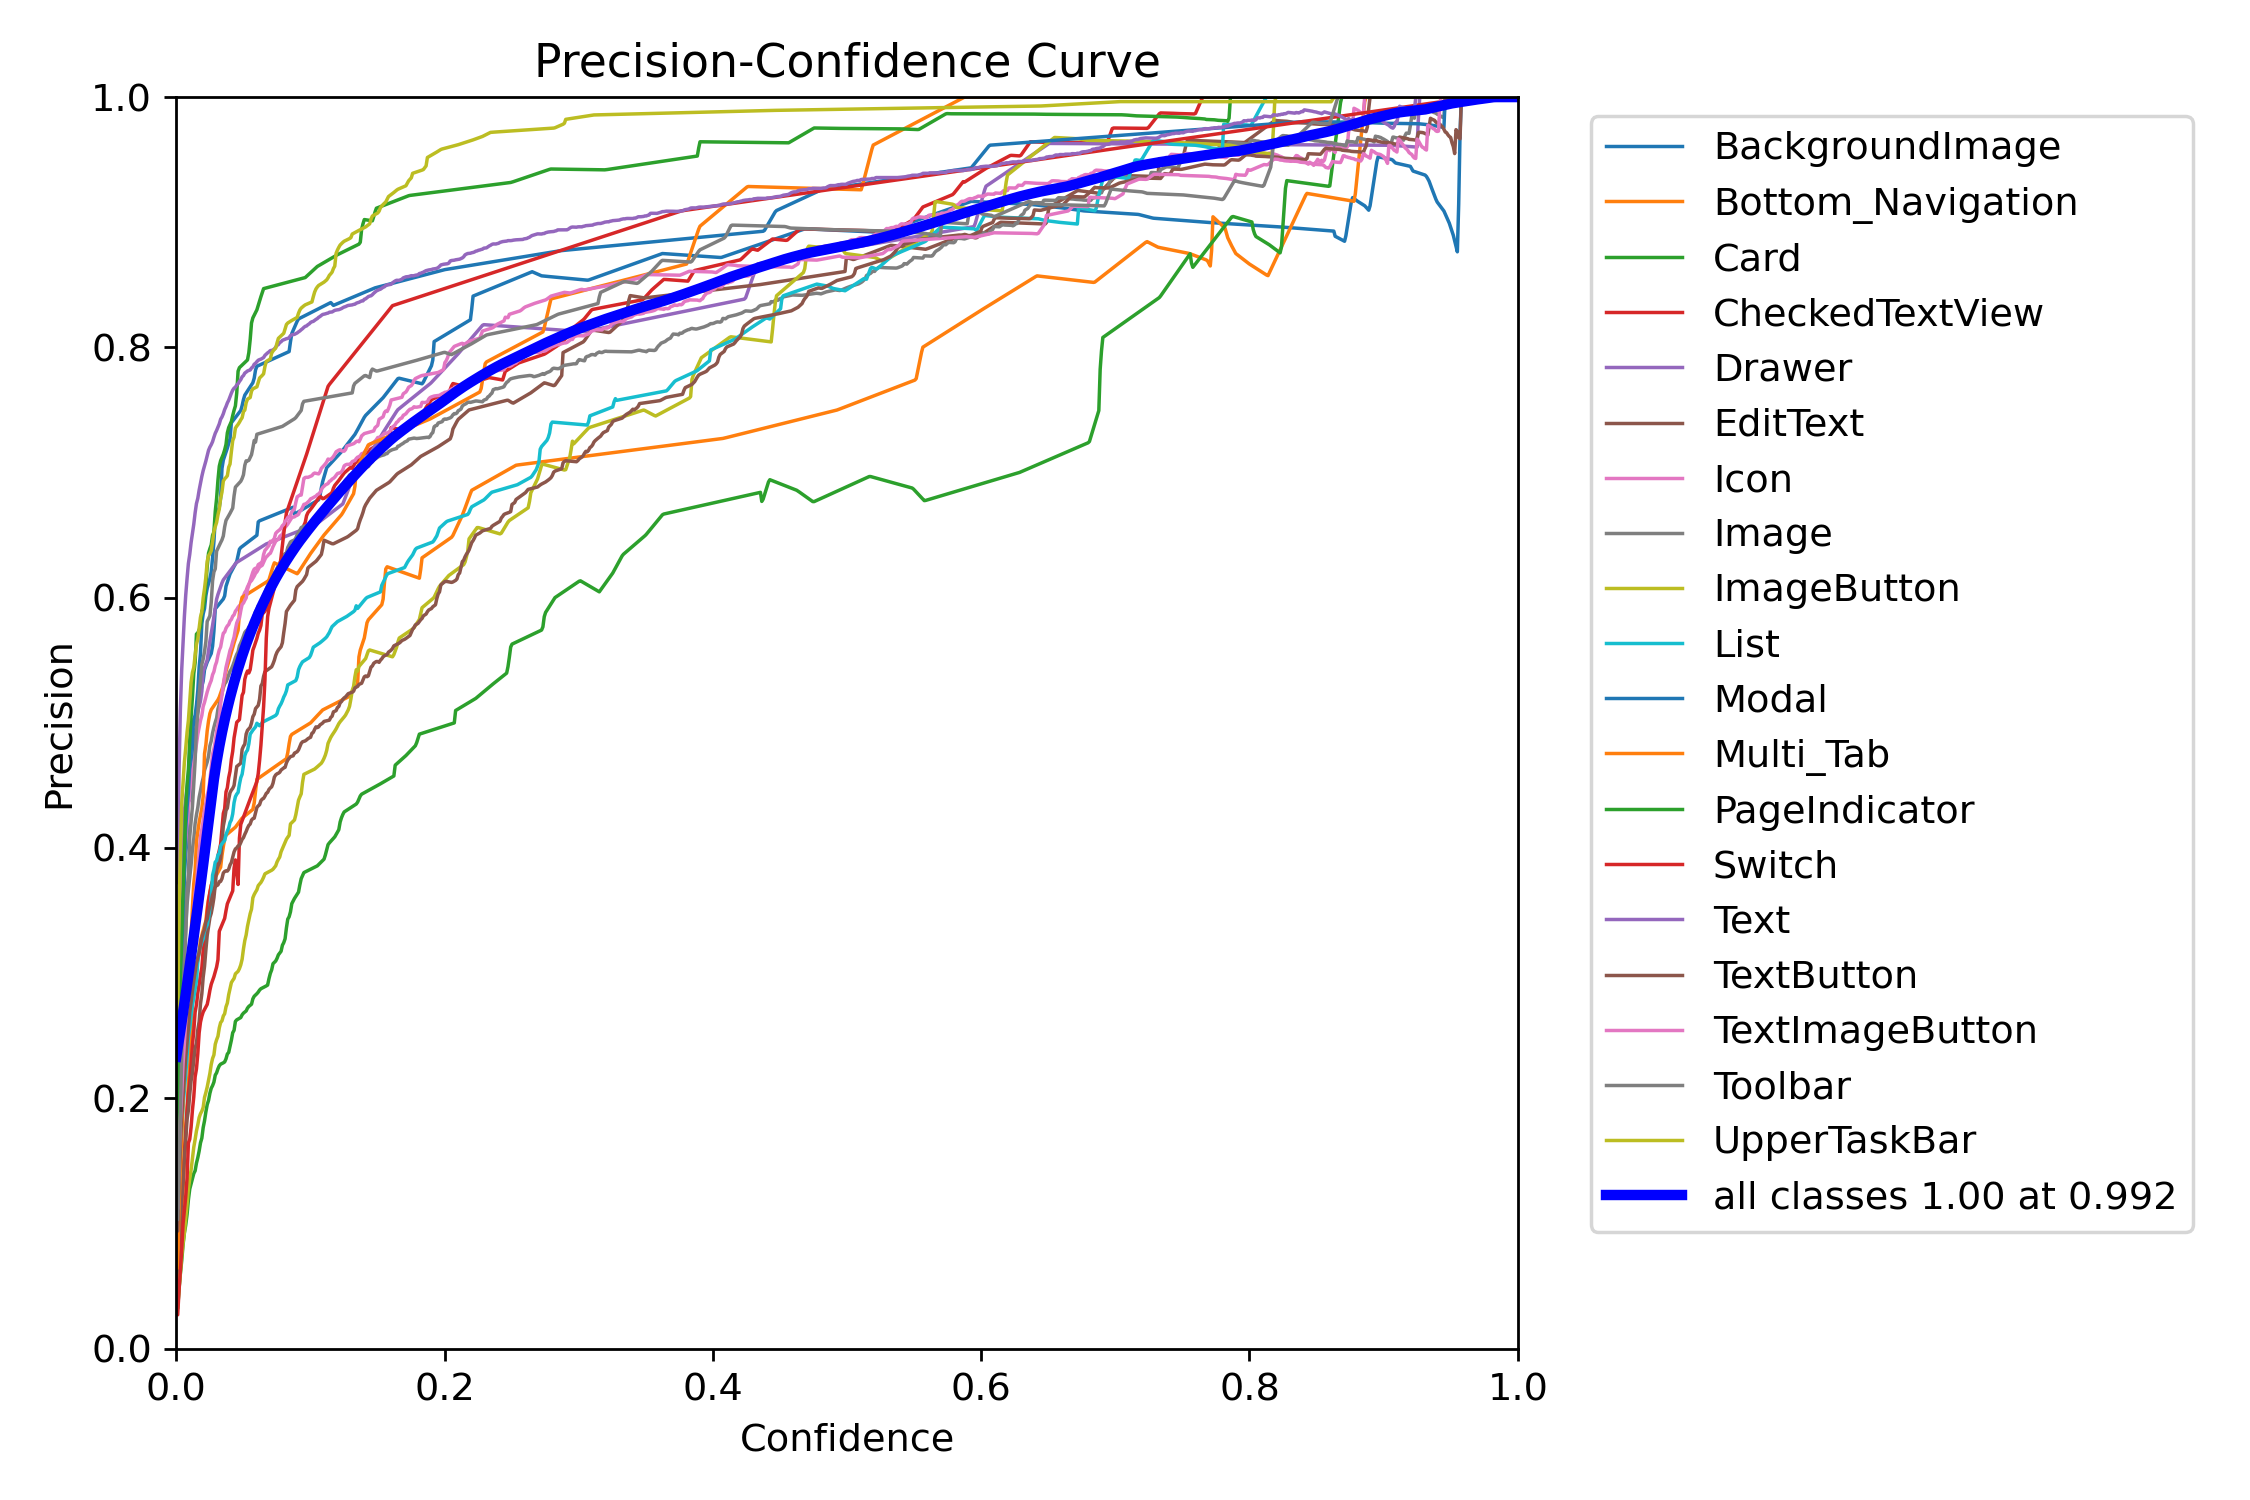 Precision-Confidence Curve
1.0
0.8
0.6
0.4
0.2
0.0
Precision
0.0 0.2 0.4 0.6 0.8 1.0
Confidence
BackgroundImage
Bottom_Navigation
Card
CheckedTextView
Drawer
EditText
Icon
Image
ImageButton
List
Modal
Multi_Tab
PageIndicator
Switch
Text
TextButton
TextImageButton
Toolbar
UpperTaskBar
all classes 1.00 at 0.992